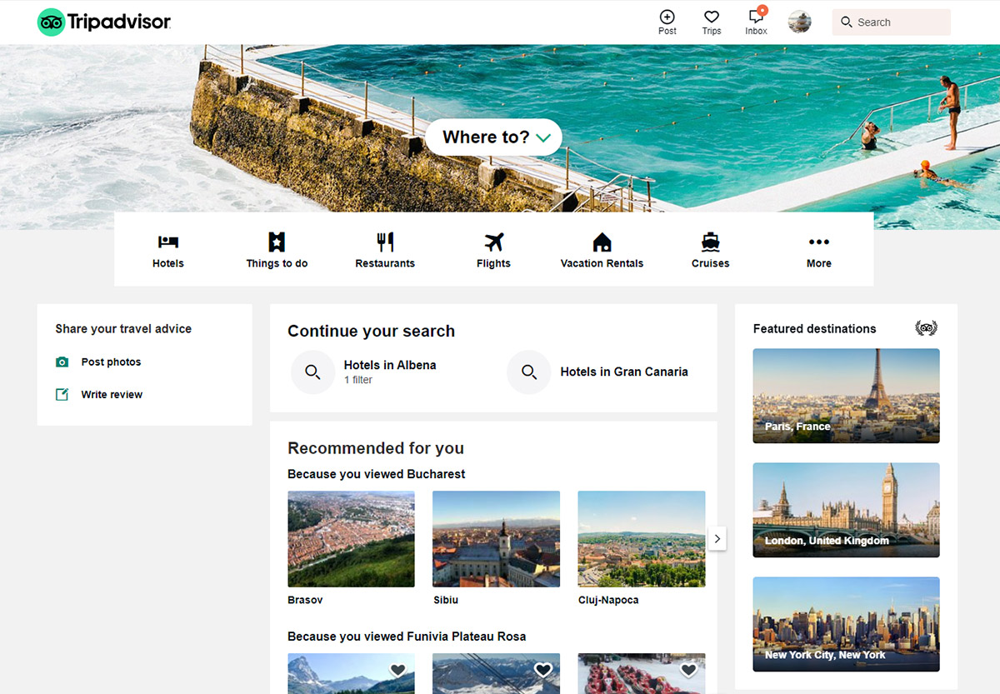 Tripadvisor
Post
Trips
Inbox
Search
Where to?
Hotels
Things to do
Restaurants
Flights
Vacation Rentals
Cruises
More
Share your travel advice
Post photos
Write review
Continue your search
Hotels in Albena
1 filter
Hotels in Gran Canaria
Recommended for you
Because you viewed Bucharest
Brasov
Sibiu
Cluj-Napoca
Because you viewed Funivia Plateau Rosa
Featured destinations
Paris, France
London, United Kingdom
New York City, New York